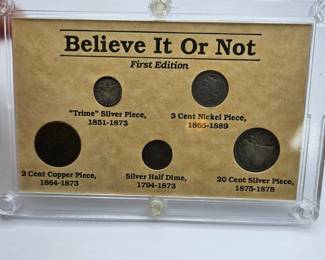 Believe It Or Not
First Edition
"Trime" Silver Piece,
1851-1873
3 Cent Nickel Piece,
1865-1889
2 Cent Copper Piece,
1864-1873
Silver Half Dime,
1794-1873
20 Cent Silver Piece,
1875-1878